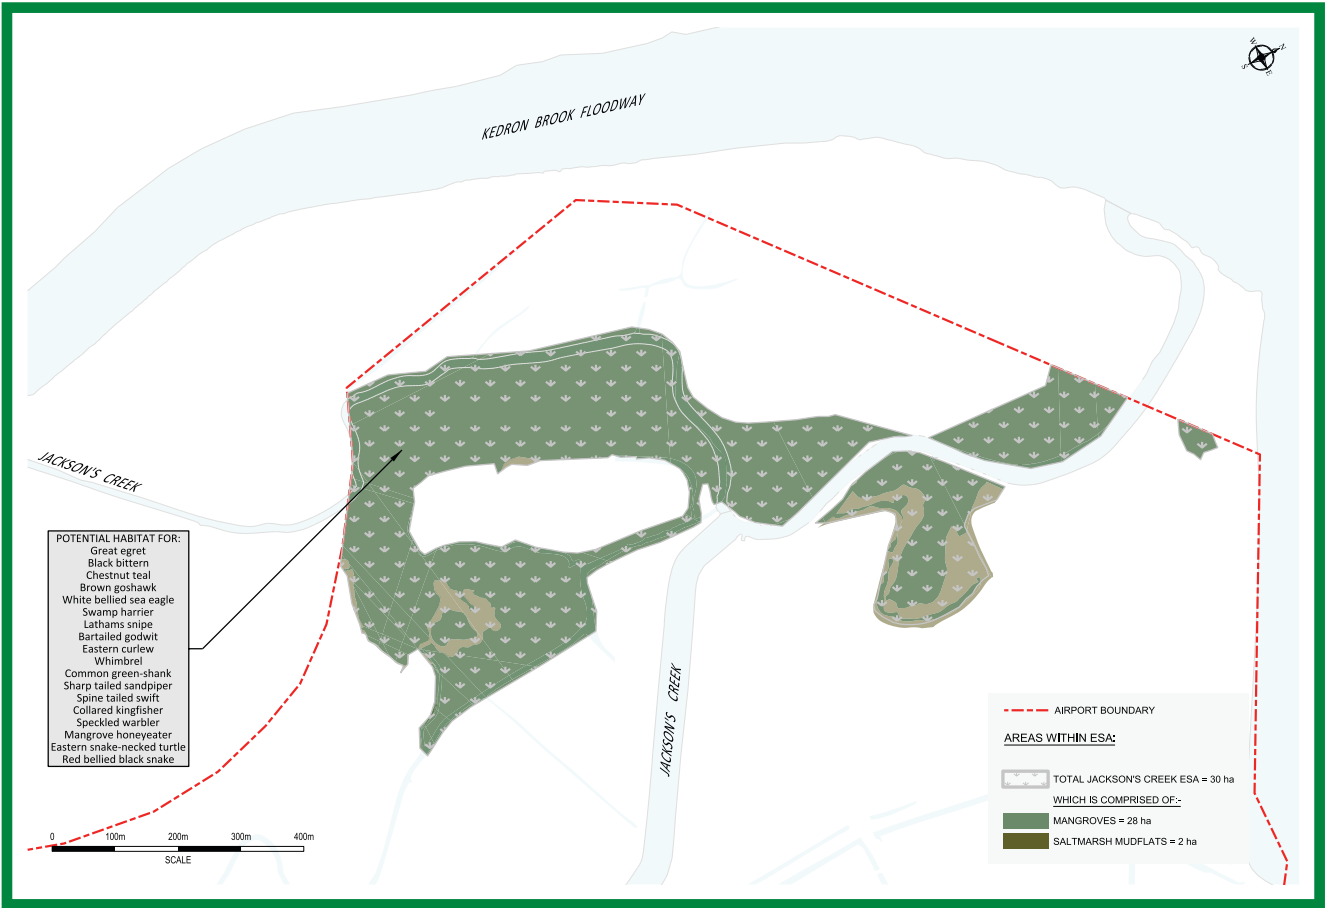 W
N
S
E
KEDRON BROOK FLOODWAY
JACKSON'S CREEK
POTENTIAL HABITAT FOR:
Great egret
Black bittern
Chestnut teal
Brown goshawk
White bellied sea eagle
Swamp harrier
Lathams snipe
Bartailed godwit
Eastern curlew
Whimbrel
Common green-shank
Sharp tailed sandpiper
Spine tailed swift
Collared kingfisher
Speckled warbler
Mangrove honeyeater
Eastern snake-necked turtle
Red bellied black snake
JACKSON'S CREEK
0 100m 200m 300m 400m
SCALE
AIRPORT BOUNDARY
AREAS WITHIN ESA:
TOTAL JACKSON'S CREEK ESA = 30 ha
WHICH IS COMPRISED OF:-
MANGROVES = 28 ha
SALTMARSH MUDFLATS = 2 ha